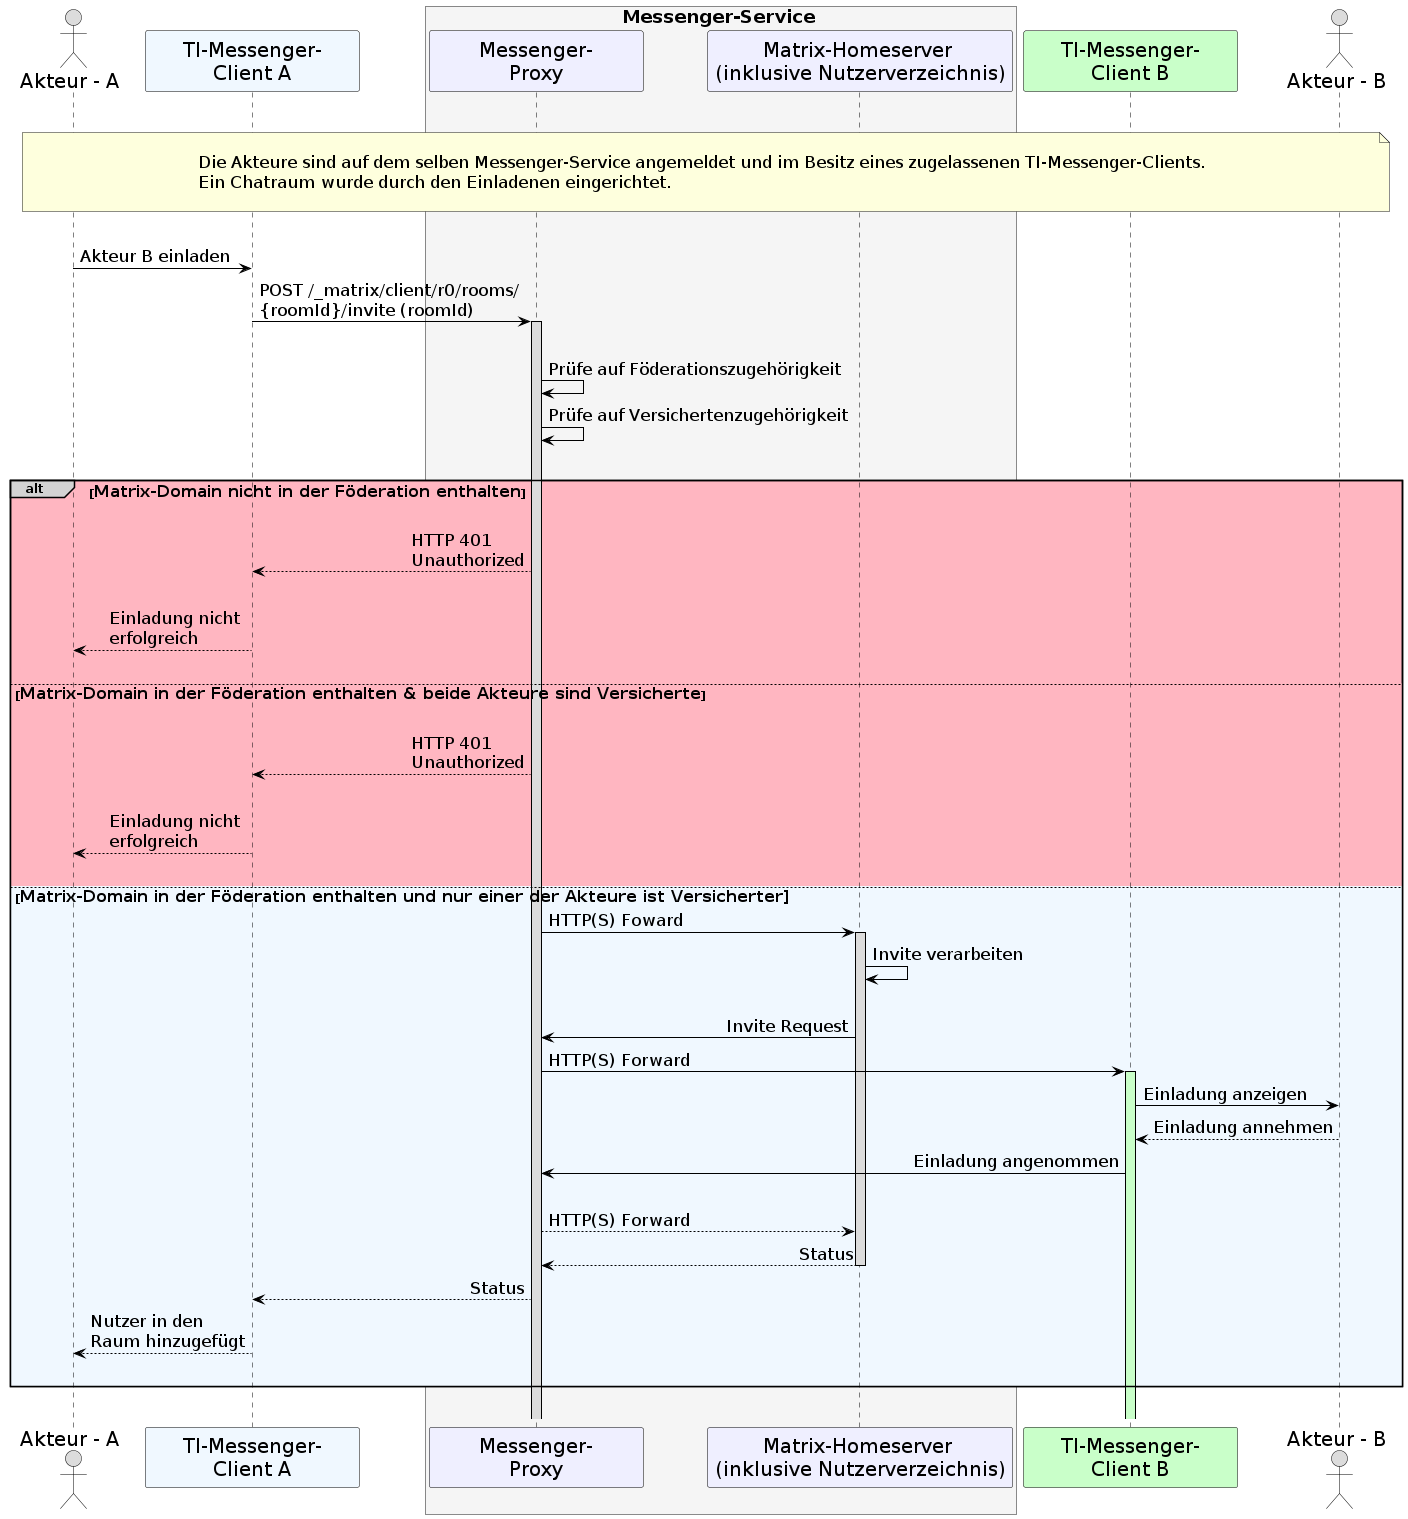 Messenger-Service
Akteur - A
TI-Messenger-
Client A
Messenger-
Proxy
Matrix-Homeserver
(inklusive Nutzerverzeichnis)
TI-Messenger-
Client B
Akteur - B
Die Akteure sind auf dem selben Messenger-Service angemeldet und im Besitz eines zugelassenen TI-Messenger-Clients.
Ein Chatraum wurde durch den Einladenen eingerichtet.
Akteur B einladen
POST /_matrix/client/r0/rooms/
{roomId}/invite (roomId)
Prüfe auf Föderationszugehörigkeit
Prüfe auf Versichertenzugehörigkeit
alt
[Matrix-Domain nicht in der Föderation enthalten]
HTTP 401
Unauthorized
Einladung nicht
erfolgreich
[Matrix-Domain in der Föderation enthalten & beide Akteure sind Versicherte]
HTTP 401
Unauthorized
Einladung nicht
erfolgreich
[Matrix-Domain in der Föderation enthalten und nur einer der Akteure ist Versicherter]
HTTP(S) Foward
Invite verarbeiten
Invite Request
HTTP(S) Forward
Einladung anzeigen
Einladung annehmen
Einladung angenommen
HTTP(S) Forward
Status
Status
Nutzer in den
Raum hinzugefügt
Akteur - A
TI-Messenger-
Client A
Messenger-
Proxy
Matrix-Homeserver
(inklusive Nutzerverzeichnis)
TI-Messenger-
Client B
Akteur - B